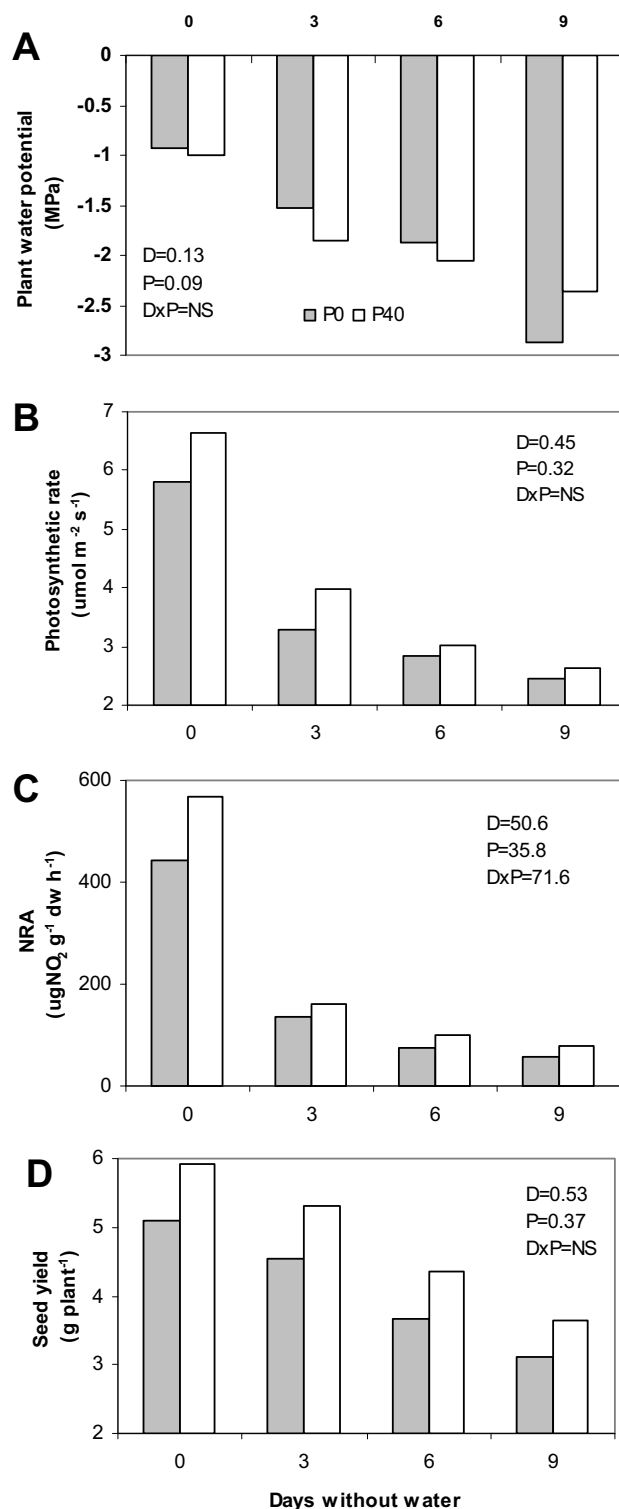 0 3 6 9
A
0
-0.5
-1
-1.5
-2
-2.5
-3
Plant water potential
(MPa)
D=0.13
P=0.09
DxP=NS
P0 P40
B
7
6
5
4
3
2
Photosynthetic rate
(umol m⁻² s⁻¹)
D=0.45
P=0.32
DxP=NS
0 3 6 9
C
600
400
200
0
NRA
(ugNO₂ g⁻¹ dw h⁻¹)
D=50.6
P=35.8
DxP=71.6
0 3 6 9
D
6
5
4
3
2
Seed yield
(g plant⁻¹)
D=0.53
P=0.37
DxP=NS
0 3 6 9
Days without water